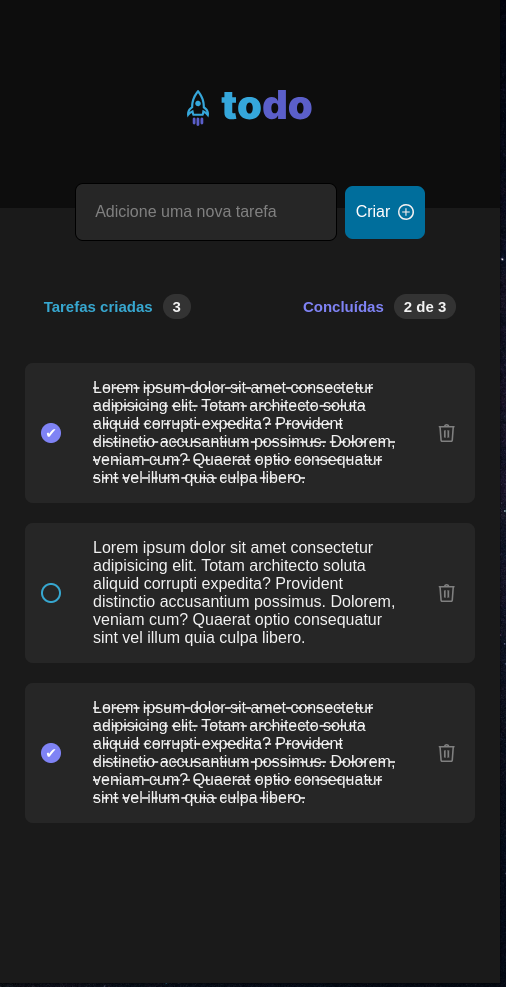 todo
Adicione uma nova tarefa
Criar
Tarefas criadas 3
Concluídas 2 de 3
Lorem ipsum dolor sit amet consectetur
adipisicing elit. Totam architecto soluta
aliquid corrupti expedita? Provident
distinctio accusantium possimus. Dolorem,
veniam cum? Quaerat optio consequatur
sint vel illum quia culpa libero.
Lorem ipsum dolor sit amet consectetur
adipisicing elit. Totam architecto soluta
aliquid corrupti expedita? Provident
distinctio accusantium possimus. Dolorem,
veniam cum? Quaerat optio consequatur
sint vel illum quia culpa libero.
Lorem ipsum dolor sit amet consectetur
adipisicing elit. Totam architecto soluta
aliquid corrupti expedita? Provident
distinctio accusantium possimus. Dolorem,
veniam cum? Quaerat optio consequatur
sint vel illum quia culpa libero.